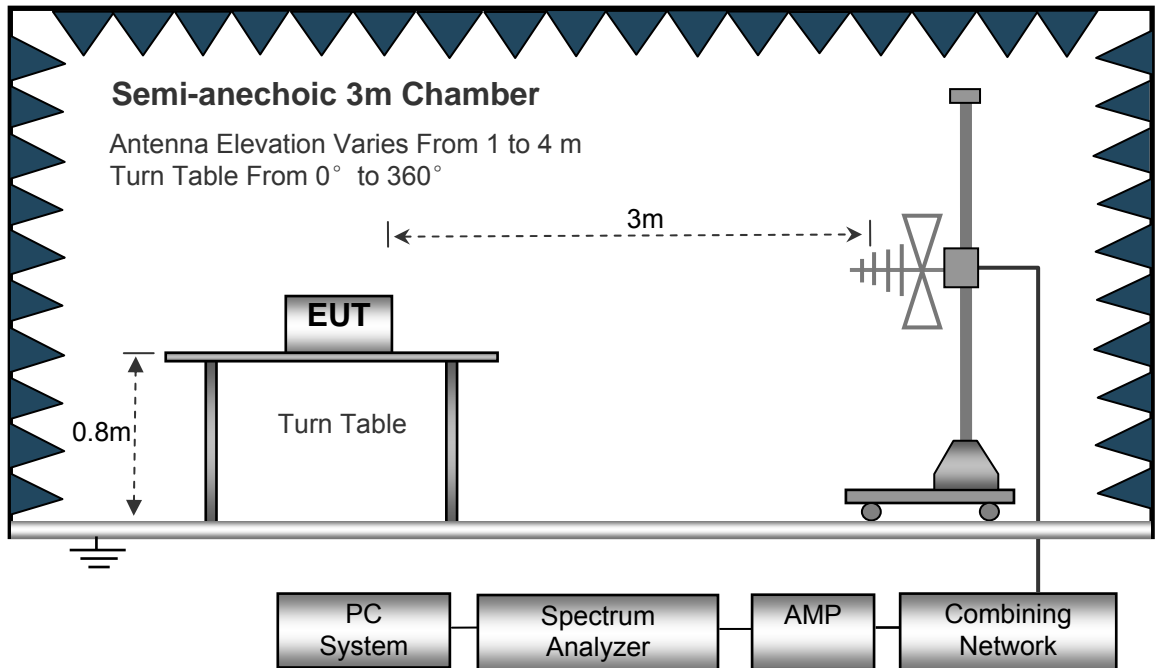 Semi-anechoic 3m Chamber
Antenna Elevation Varies From 1 to 4 m
Turn Table From 0° to 360°
3m
EUT
0.8m
Turn Table
PC
System
Spectrum
Analyzer
AMP
Combining
Network